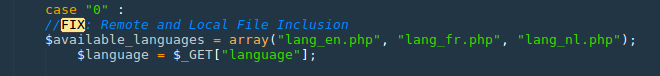 case "0" :
//FIX: Remote and Local File Inclusion
$available_languages = array("lang_en.php", "lang_fr.php", "lang_nl.php");
$language = $_GET["language"];